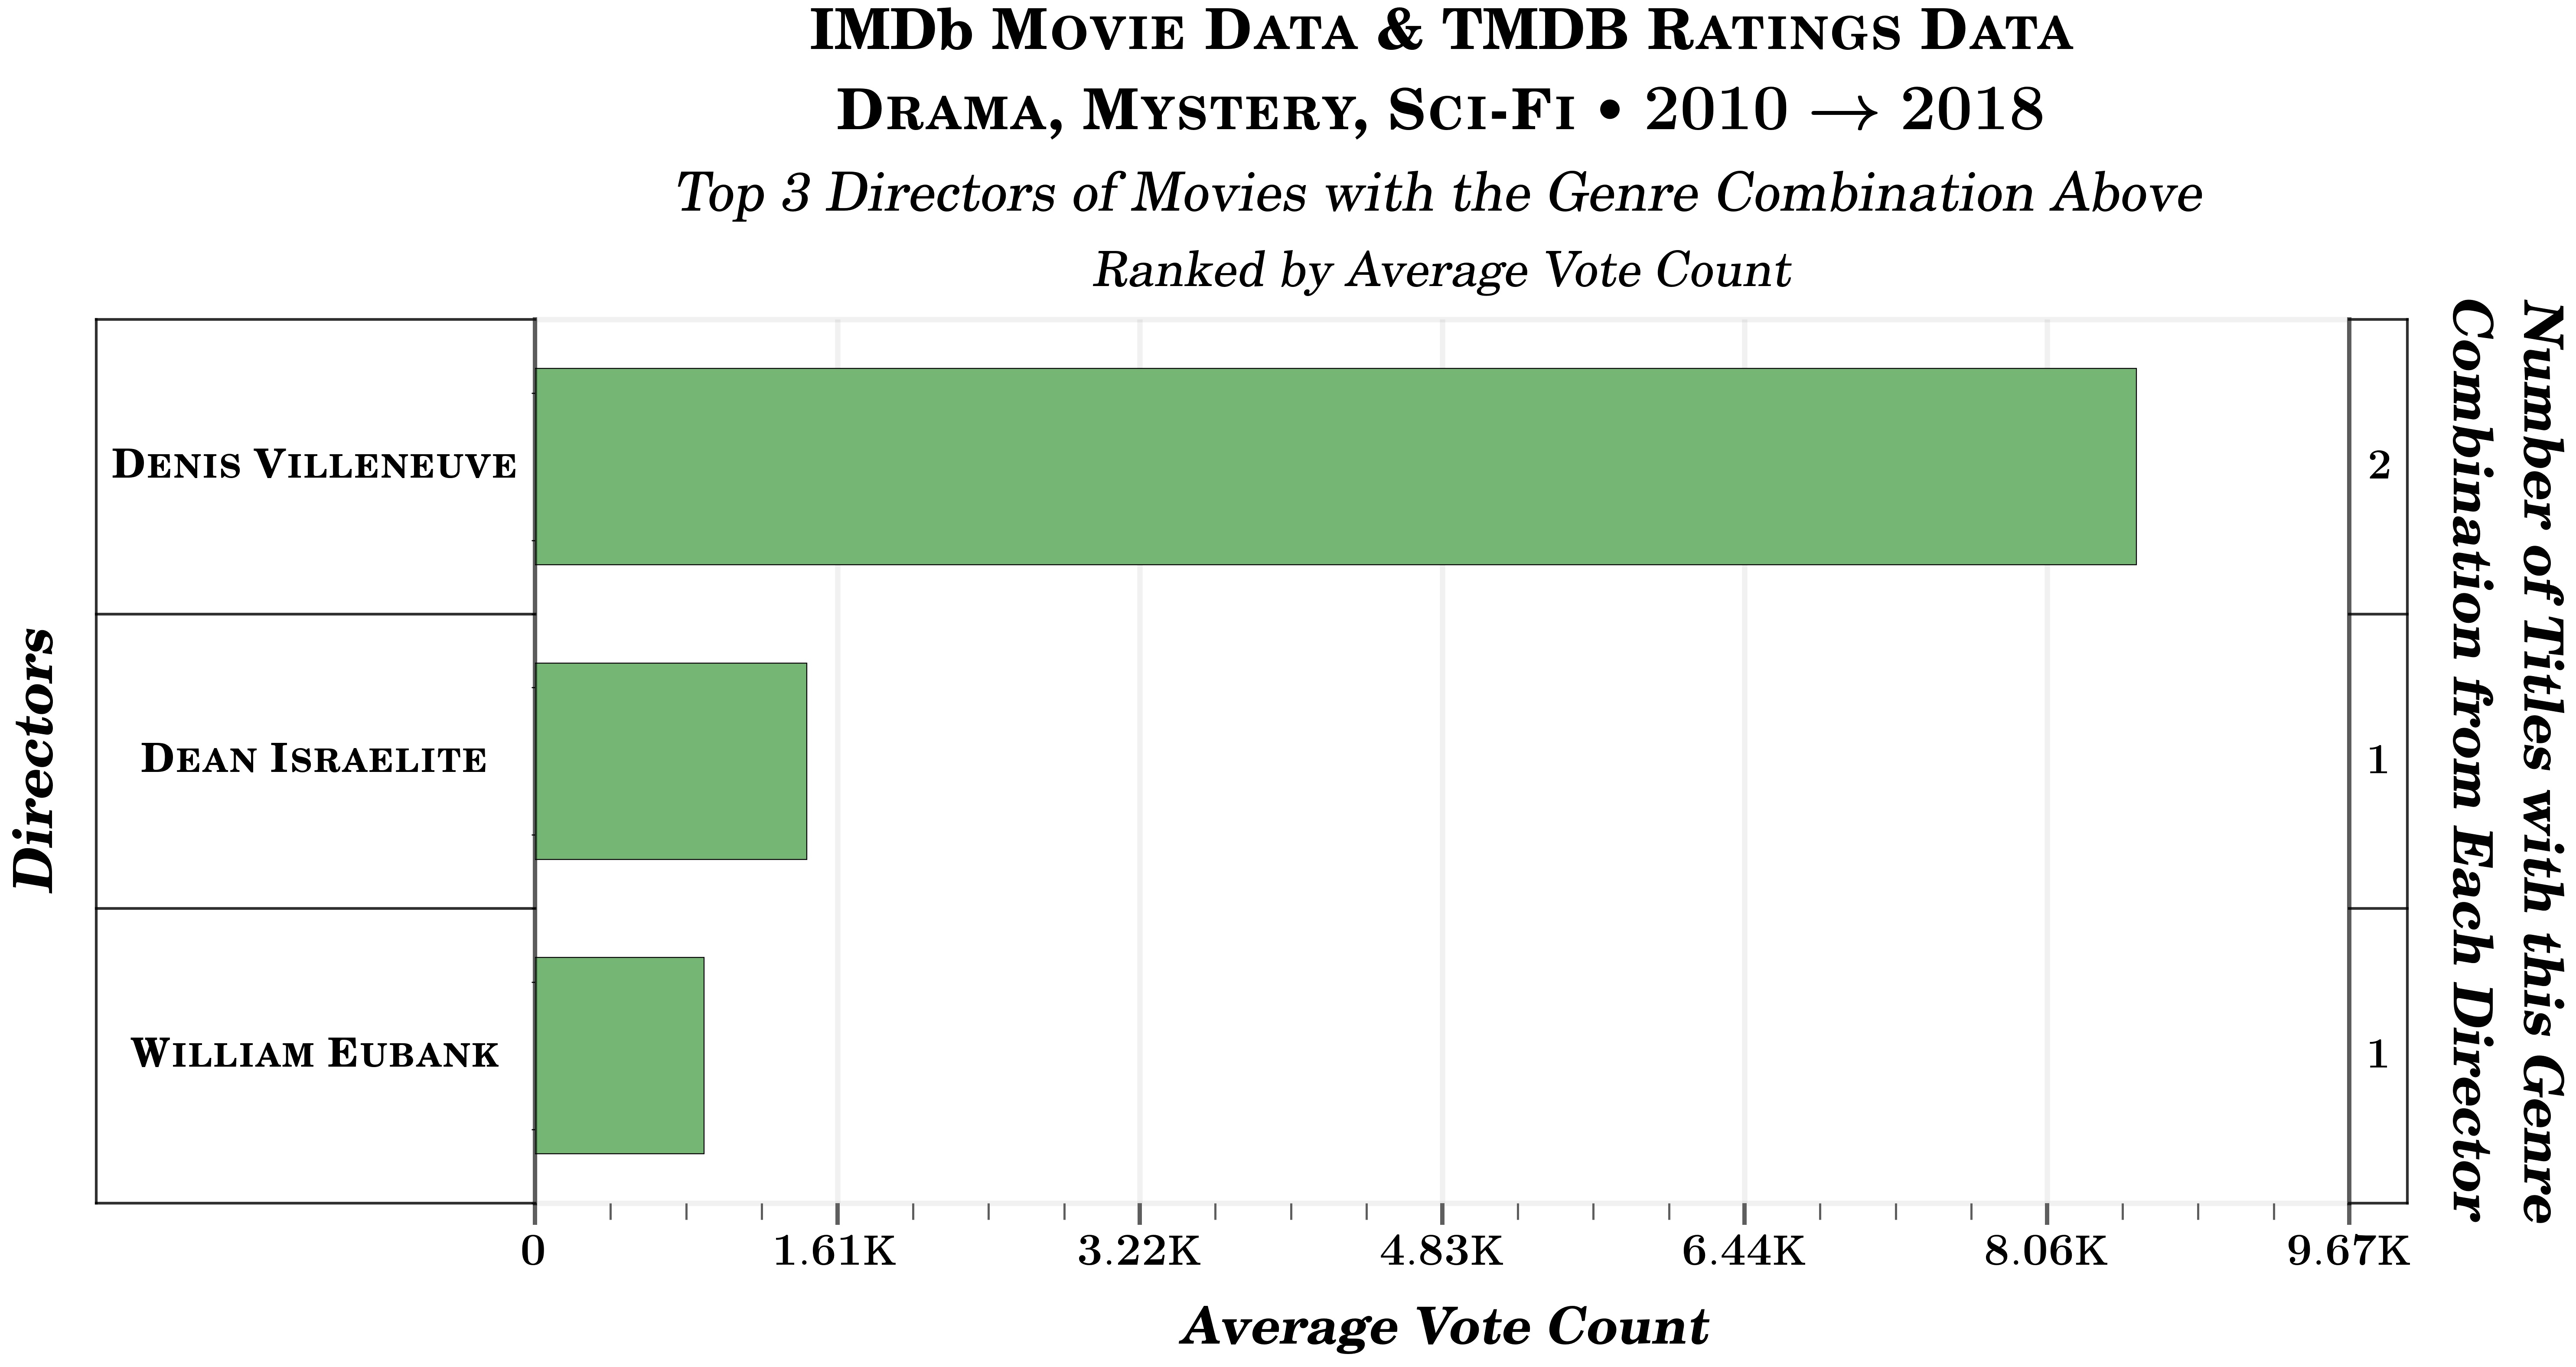 IMDb Movie Data & TMDB Ratings Data
Drama, Mystery, Sci-Fi • 2010 → 2018
Top 3 Directors of Movies with the Genre Combination Above
Ranked by Average Vote Count
Directors
Denis Villeneuve
2
Dean Israelite
1
William Eubank
1
Number of Titles with this Genre
Combination from Each Director
0 1.61K 3.22K 4.83K 6.44K 8.06K 9.67K
Average Vote Count